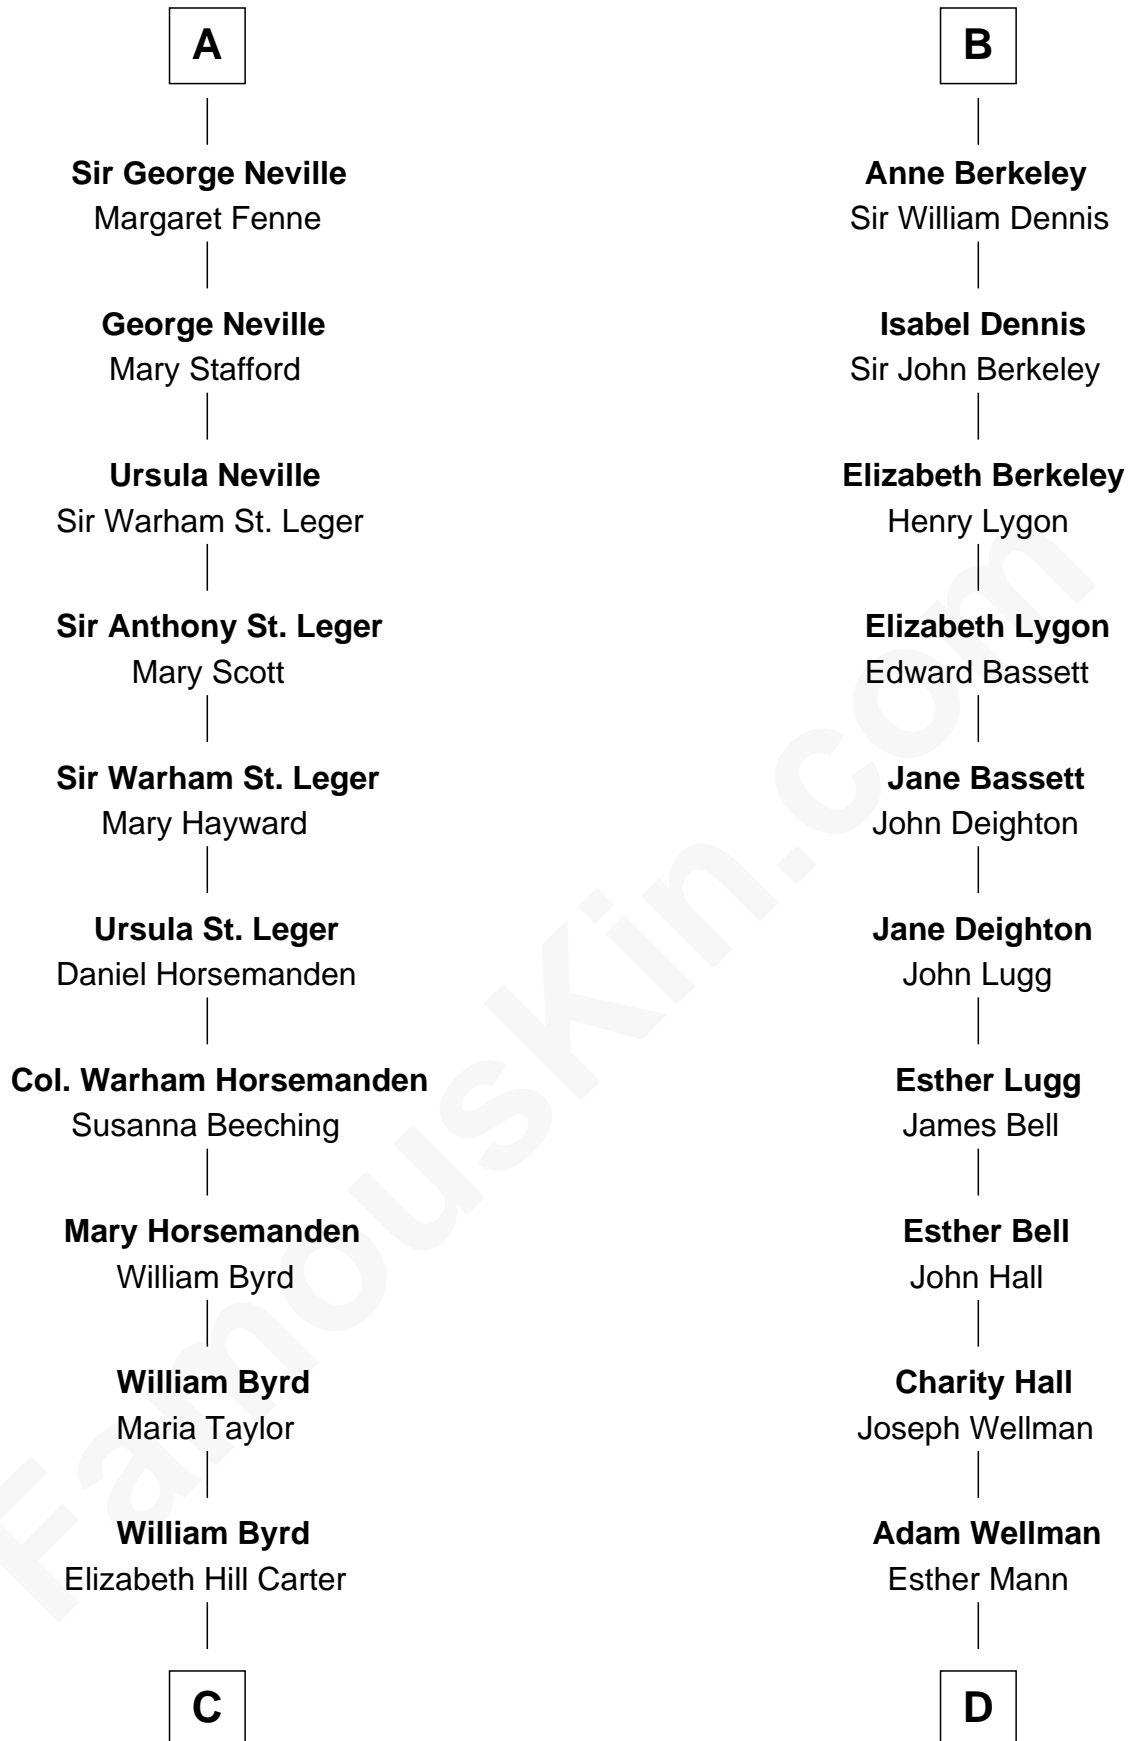 A
Sir George Neville
Margaret Fenne
George Neville
Mary Stafford
Ursula Neville
Sir Warham St. Leger
Sir Anthony St. Leger
Mary Scott
Sir Warham St. Leger
Mary Hayward
Ursula St. Leger
Daniel Horsemanden
Col. Warham Horsemanden
Susanna Beeching
Mary Horsemanden
William Byrd
William Byrd
Maria Taylor
William Byrd
Elizabeth Hill Carter
C
B
Anne Berkeley
Sir William Dennis
Isabel Dennis
Sir John Berkeley
Elizabeth Berkeley
Henry Lygon
Elizabeth Lygon
Edward Bassett
Jane Bassett
John Deighton
Jane Deighton
John Lugg
Esther Lugg
James Bell
Esther Bell
John Hall
Charity Hall
Joseph Wellman
Adam Wellman
Esther Mann
D
FamousKin.com